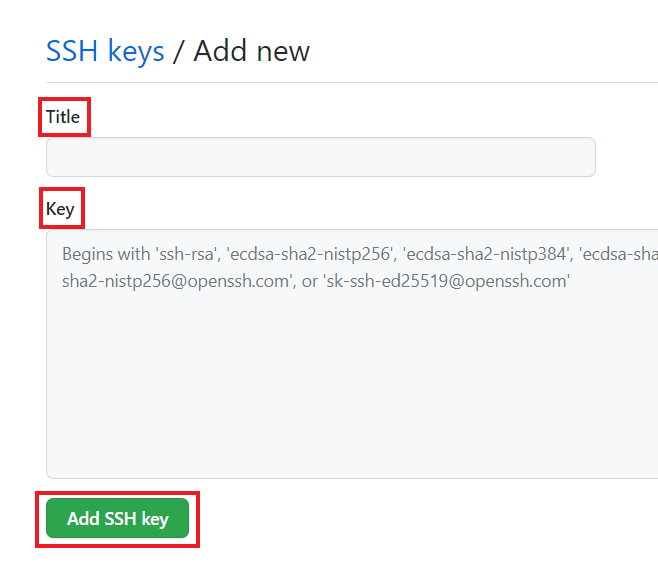 SSH keys / Add new
Title
Key
Begins with 'ssh-rsa', 'ecdsa-sha2-nistp256', 'ecdsa-sha2-nistp384', 'ecdsa-sha
sha2-nistp256@openssh.com', or 'sk-ssh-ed25519@openssh.com'
Add SSH key